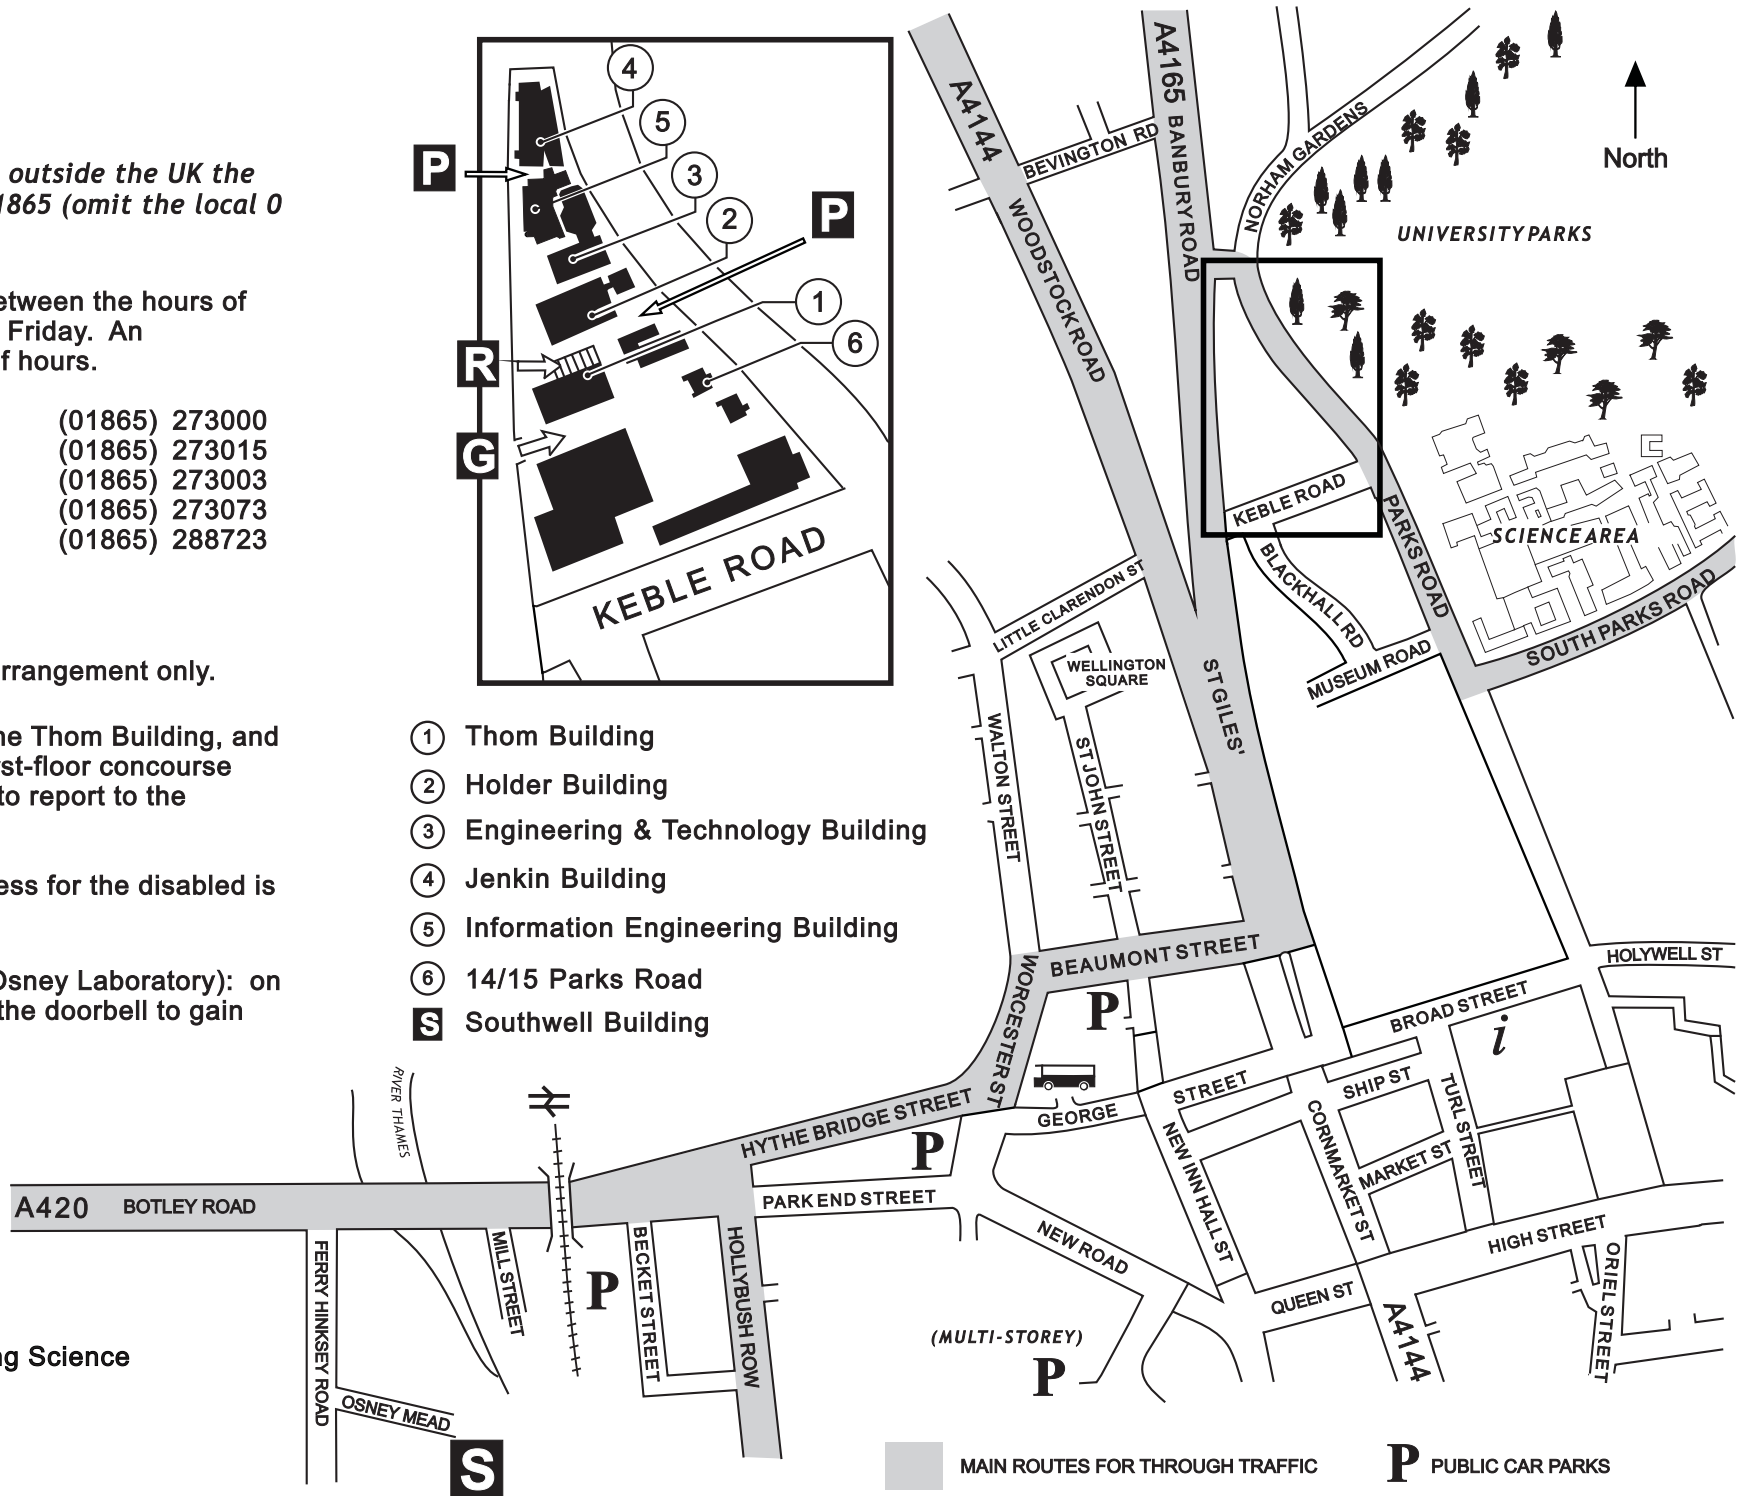 outside the UK the
1865 (omit the local 0
etween the hours of
Friday. An
f hours.
(01865) 273000
(01865) 273015
(01865) 273003
(01865) 273073
(01865) 288723
rrangement only.
he Thom Building, and
rst-floor concourse
to report to the
ess for the disabled is
Osney Laboratory): on
the doorbell to gain
ng Science
4
5
3
2
1
6
P
P
R
G
KEBLE ROAD
1 Thom Building
2 Holder Building
3 Engineering & Technology Building
4 Jenkin Building
5 Information Engineering Building
6 14/15 Parks Road
S Southwell Building
A4144
WOODSTOCK ROAD
A4165 BANBURY ROAD
BEVINGTON RD
NORHAM GARDENS
North
UNIVERSITY PARKS
KEBLE ROAD
PARKS ROAD
SCIENCE AREA
BLACKHALL RD
MUSEUM ROAD
SOUTH PARKS ROAD
LITTLE CLARENDON ST
WELLINGTON
SQUARE
ST GILES'
WALTON STREET
ST JOHN STREET
BEAUMONT STREET
HOLYWELL ST
WORCESTER ST
P
BROAD STREET
i
GEORGE STREET
SHIP ST
TURL STREET
CORNMARKET ST
MARKET ST
NEW INN HALL ST
HIGH STREET
ORIEL STREET
QUEEN ST
A4144
NEW ROAD
(MULTI-STOREY)
P
HYTHE BRIDGE STREET
P
PARK END STREET
RIVER THAMES
A420 BOTLEY ROAD
FERRY HINKSEY ROAD
MILL STREET
P
BECKET STREET
HOLLYBUSH ROW
OSNEY MEAD
S
MAIN ROUTES FOR THROUGH TRAFFIC
P PUBLIC CAR PARKS